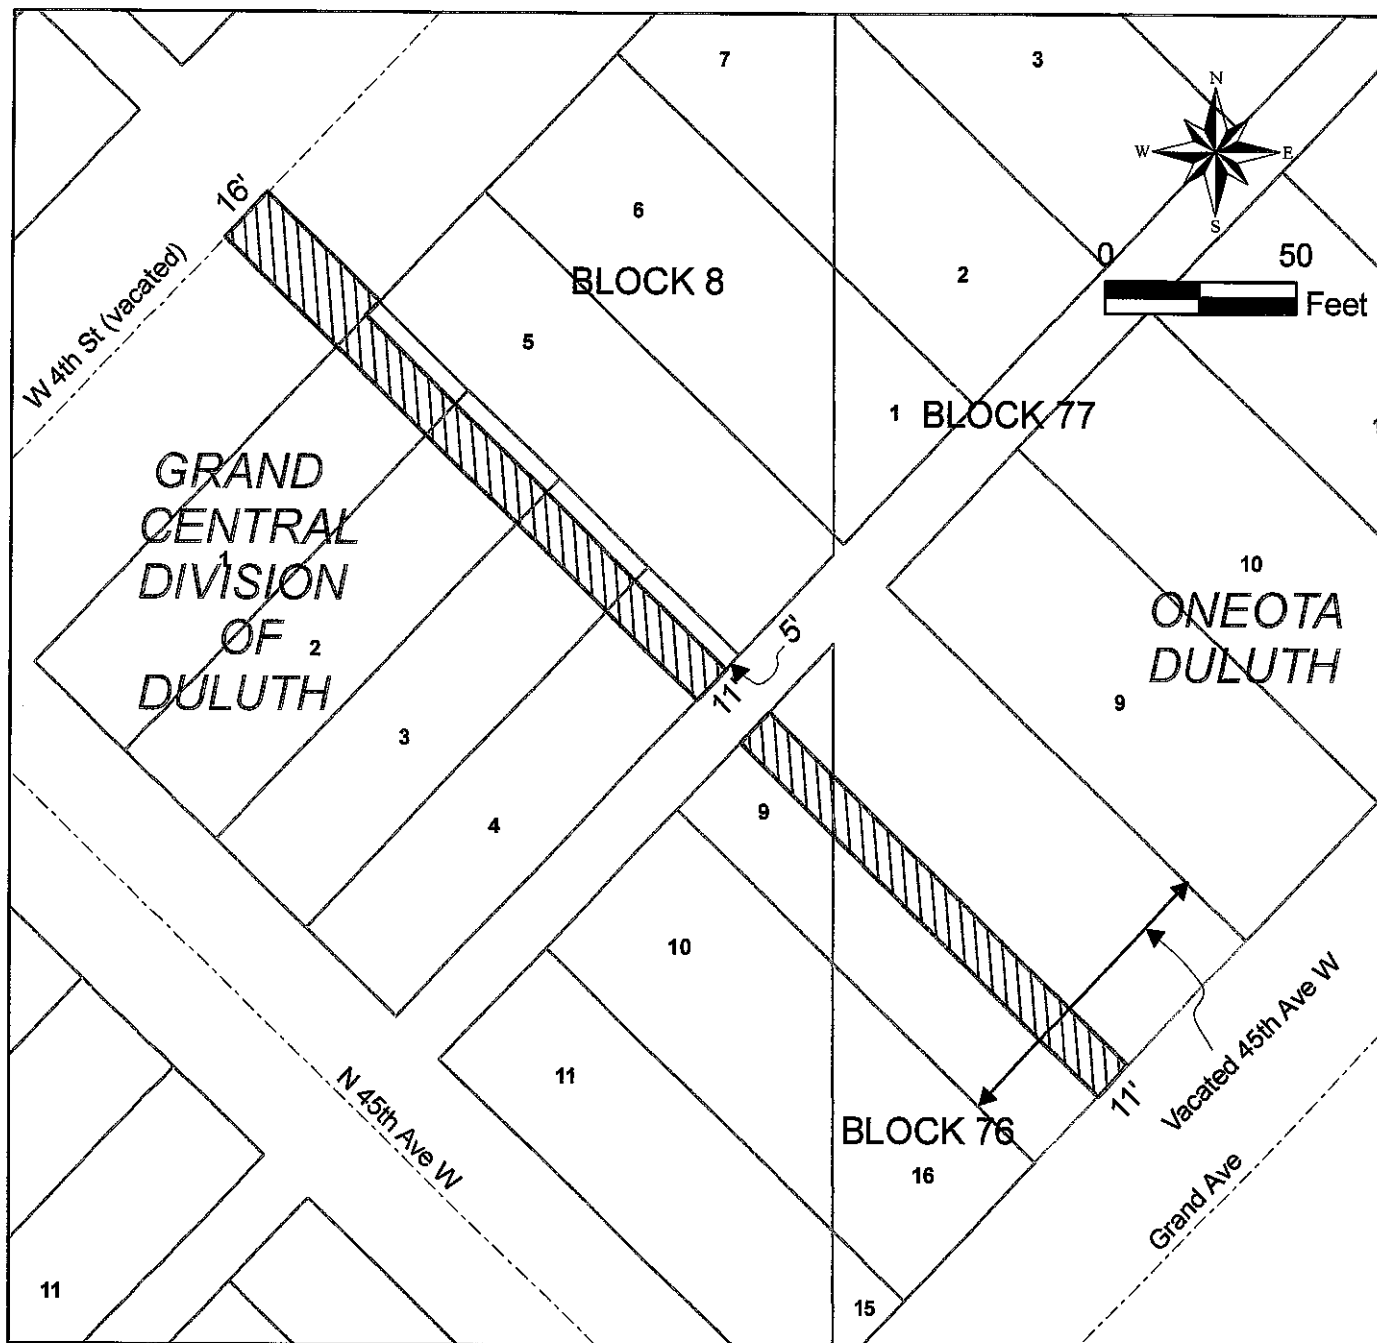 7
3
N
W
E
S
16'
6
BLOCK 8
2
0
50
Feet
W 4th St (vacated)
5
1
BLOCK 77
GRAND
CENTRAL
DIVISION
OF
DULUTH
1
2
10
ONEOTA
DULUTH
5'
11'
9
3
9
4
10
Vacated 45th Ave W
11
N 45th Ave W
11'
BLOCK 76
16
Grand Ave
11
15